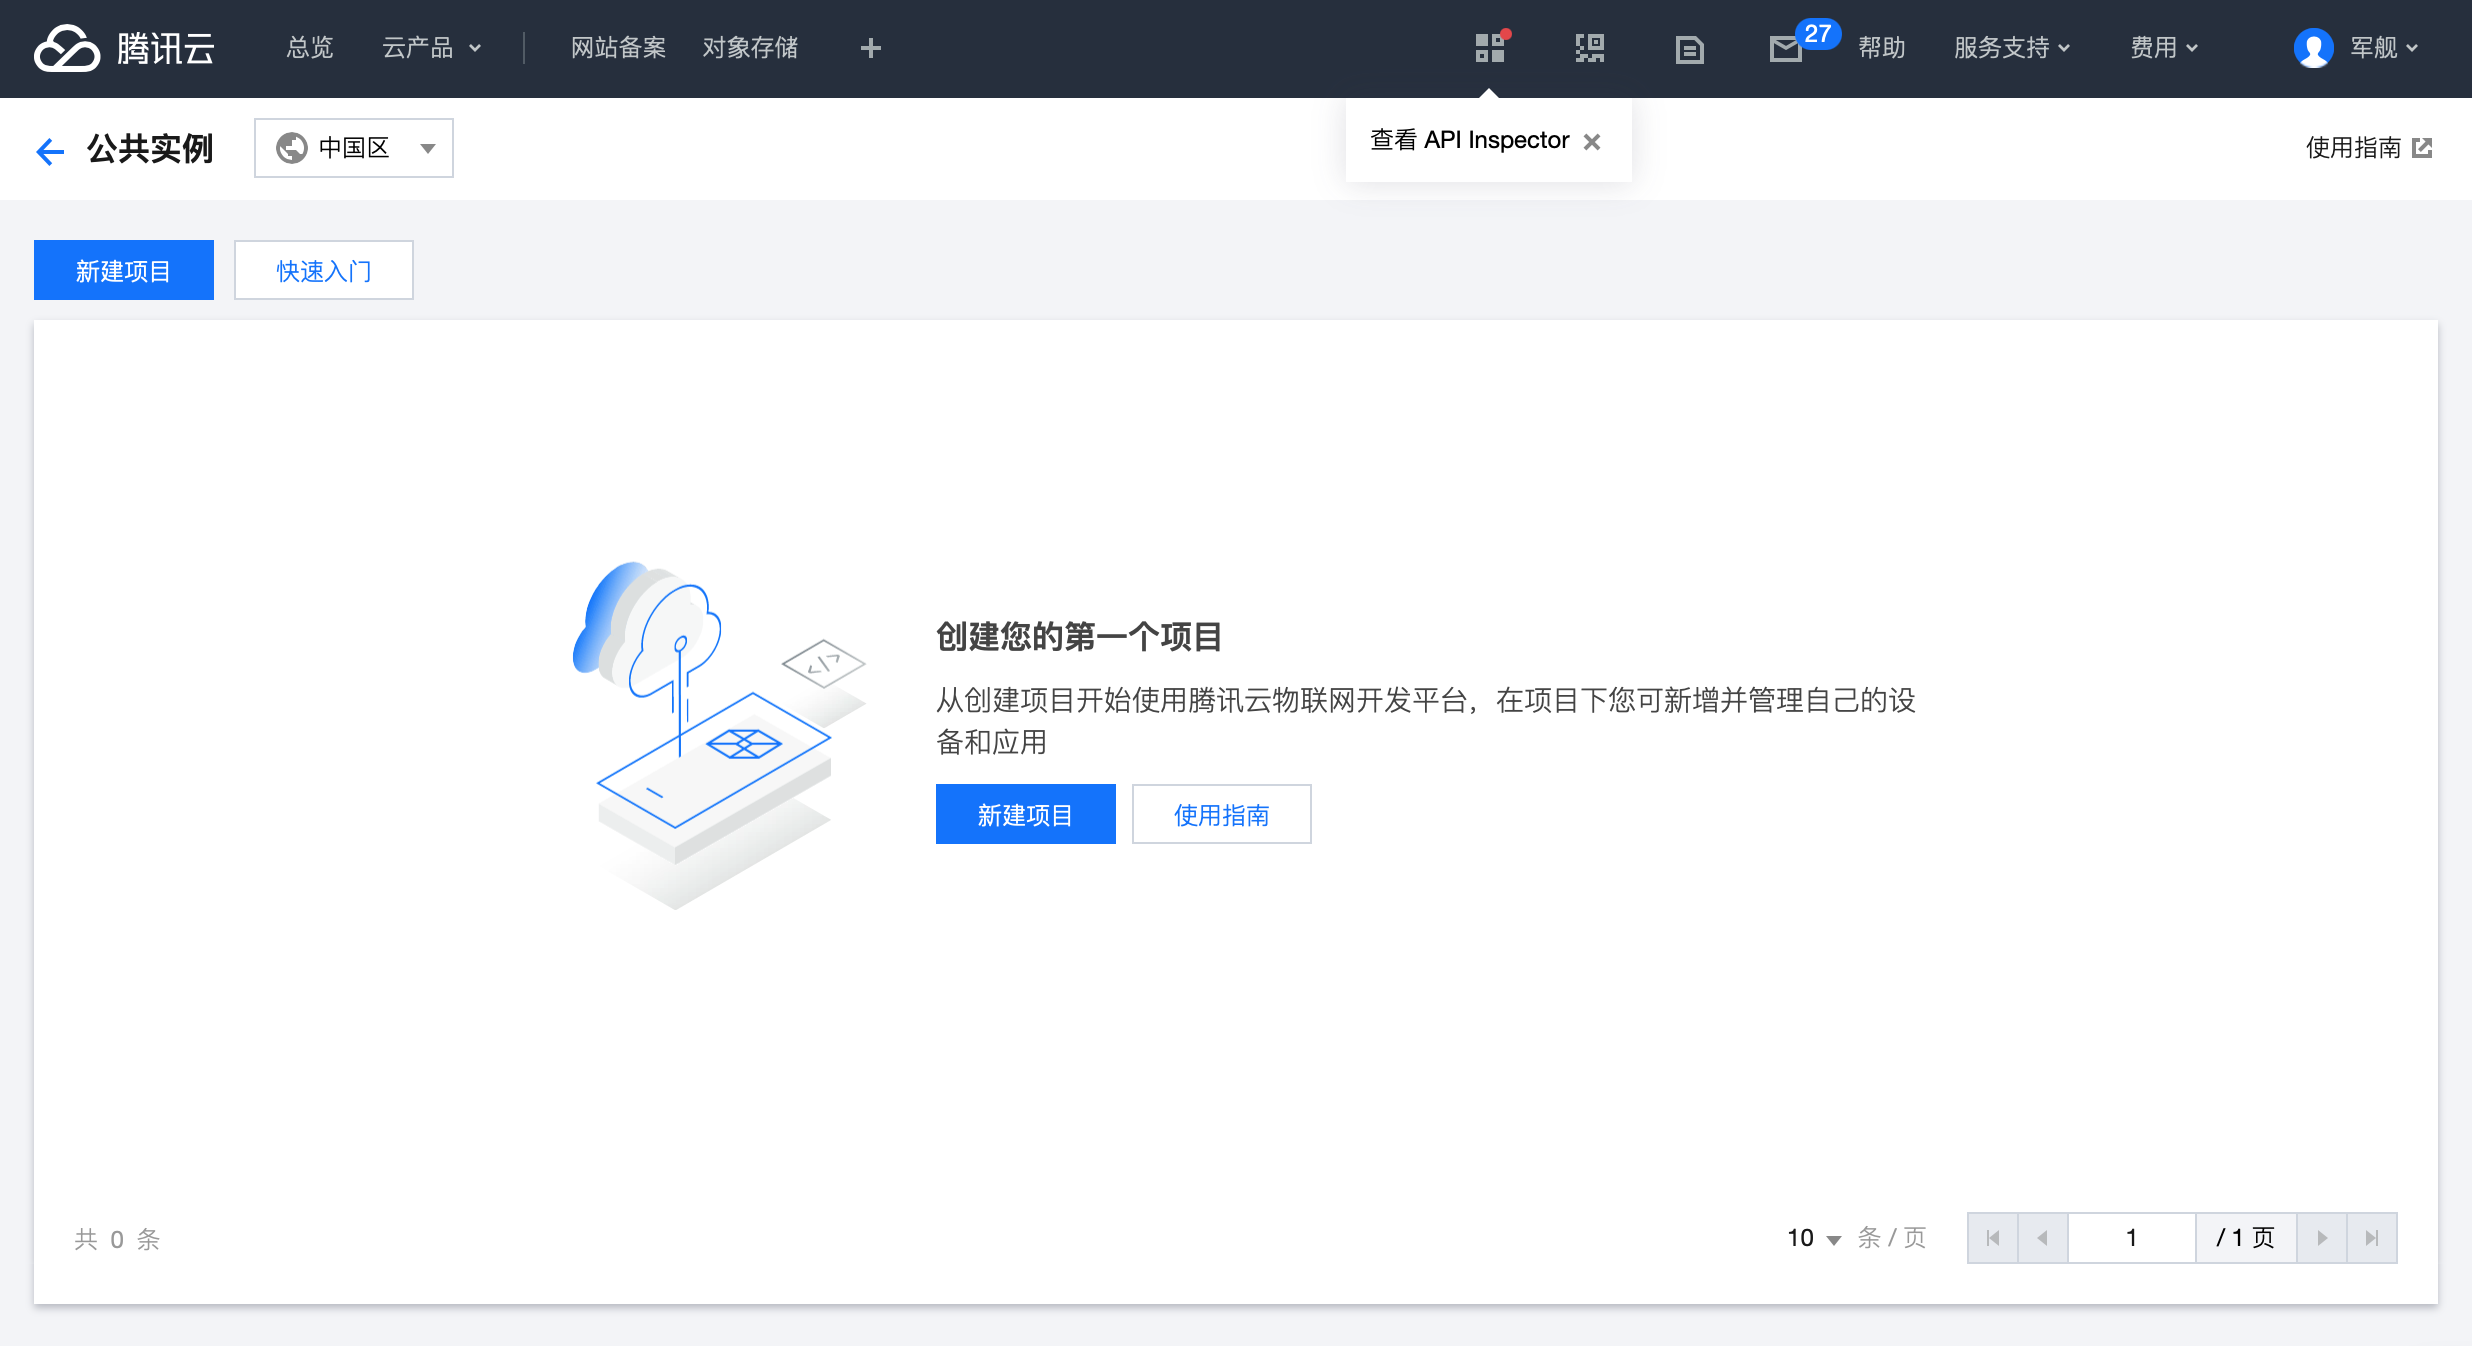 腾讯云 总览 云产品 网站备案 对象存储 27 帮助 服务支持 费用 军舰
公共实例 中国区 查看 API Inspector 使用指南
新建项目 快速入门
创建您的第一个项目
从创建项目开始使用腾讯云物联网开发平台，在项目下您可新增并管理自己的设
备和应用
新建项目 使用指南
共 0 条 10 条 / 页 1 / 1 页